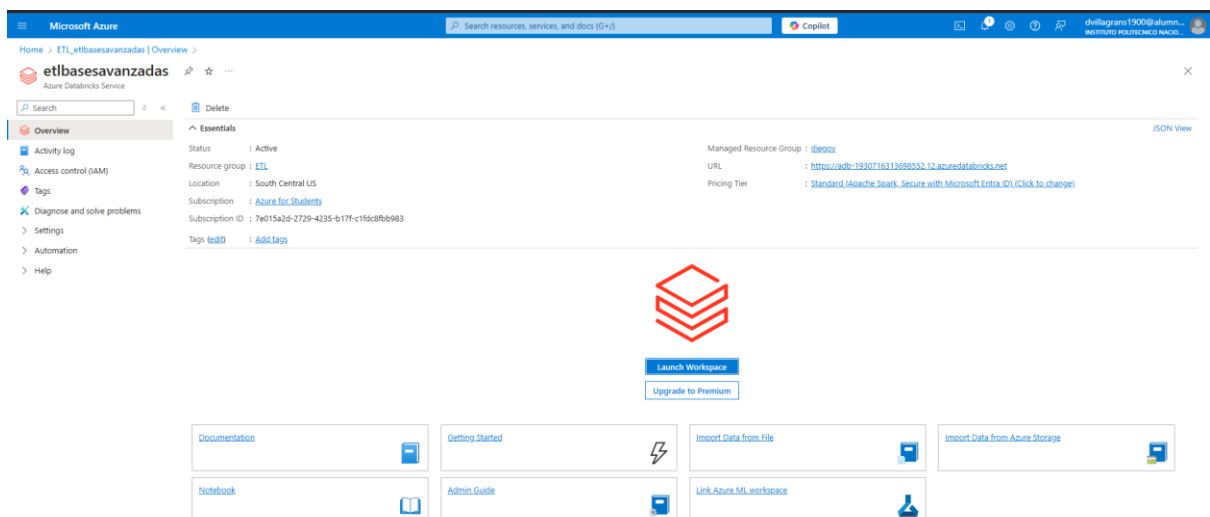 Microsoft Azure
Search resources, services, and docs (G+/)
Copilot
1
dvillagrans1900@alumn...
INSTITUTO POLITECNICO NACIO...
Home > ETL_etlbasesavanzadas | Overview >
etlbasesavanzadas
Azure Databricks Service
Search
Delete
Overview
Activity log
Access control (IAM)
Tags
Diagnose and solve problems
Settings
Automation
Help
Essentials
JSON View
Status : Active
Resource group : ETL
Location : South Central US
Subscription : Azure for Students
Subscription ID : 7e015a2d-2729-4235-b17f-c1fdc8fbb983
Tags (edit) : Add tags
Managed Resource Group : diegov
URL : https://adb-1930716313698552.12.azuredatabricks.net
Pricing Tier : Standard (Apache Spark, Secure with Microsoft Entra ID) (Click to change)
Launch Workspace
Upgrade to Premium
Documentation
Getting Started
Import Data from File
Import Data from Azure Storage
Notebook
Admin Guide
Link Azure ML workspace